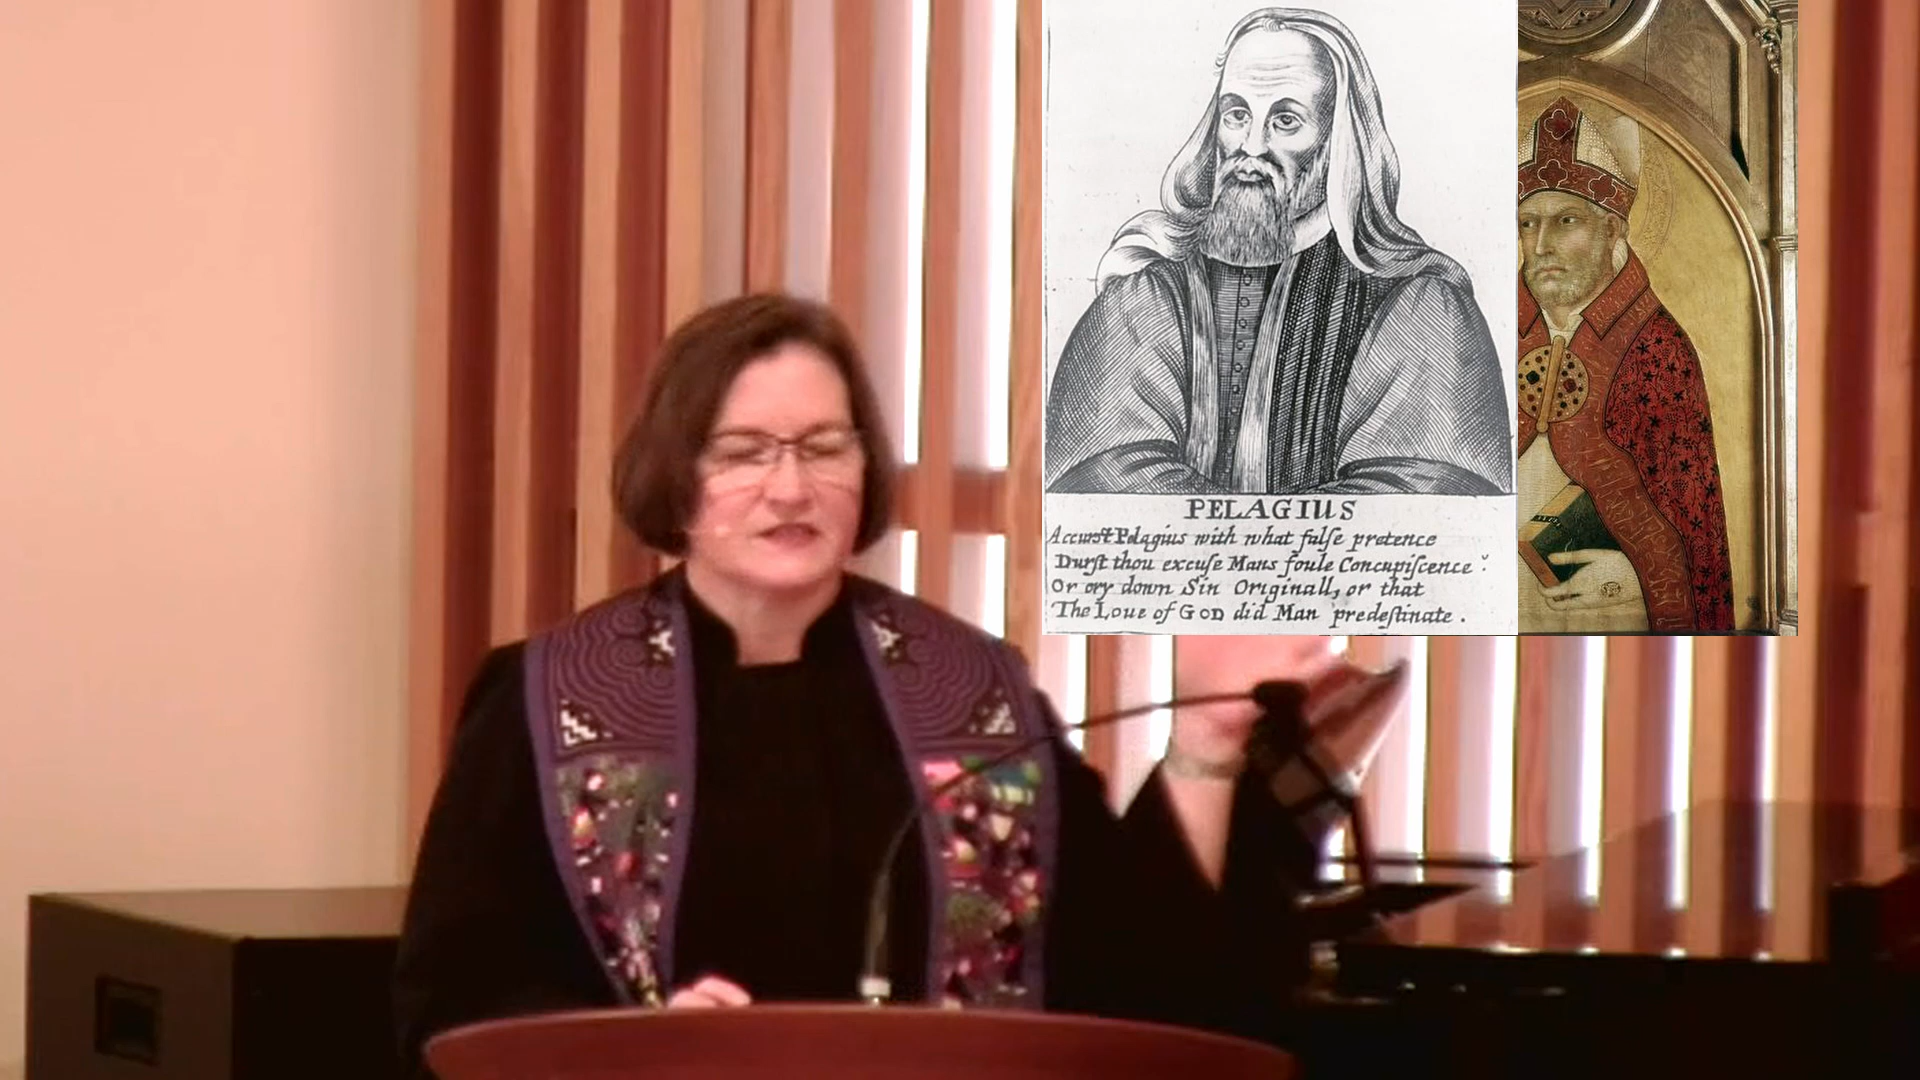 PELAGIUS
Accurst Pelagius with what false pretence
Durst thou excuse Mans foule Concupiscence ?
Or cry down Sin Originall, or that
The Loue of GOD did Man predestinate .